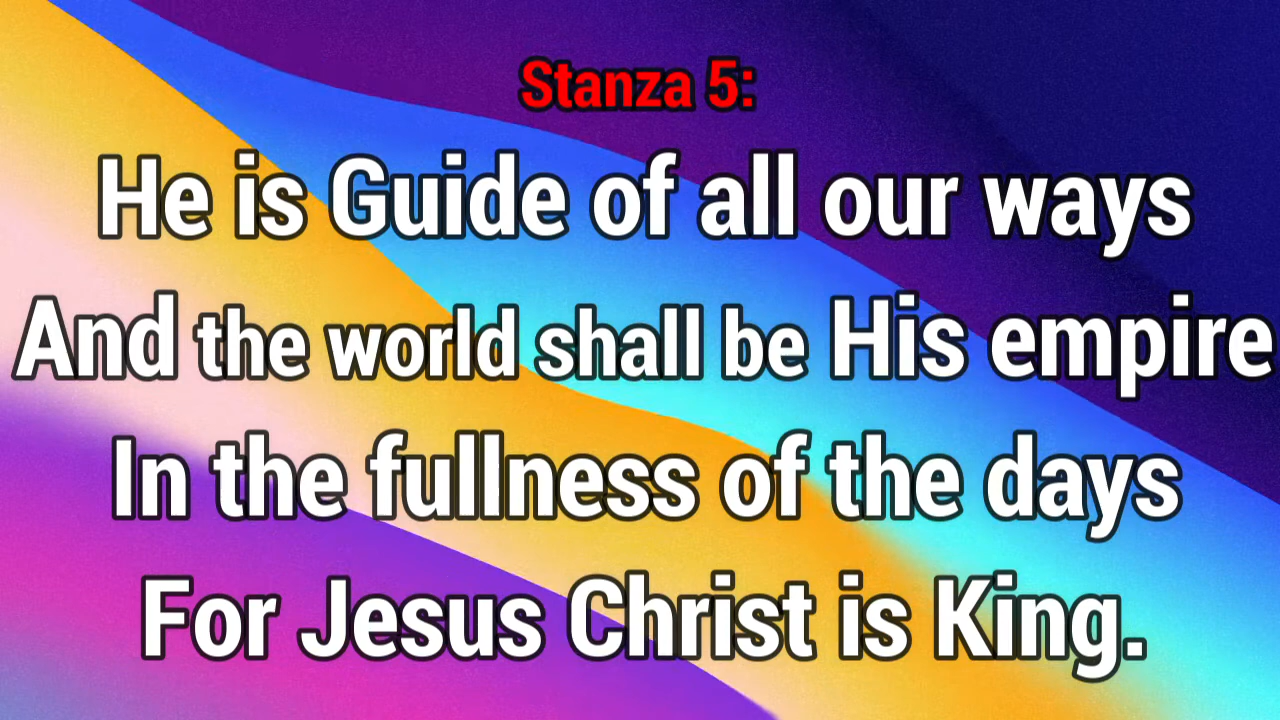 Stanza 5:
He is Guide of all our ways
And the world shall be His empire
In the fullness of the days
For Jesus Christ is King.